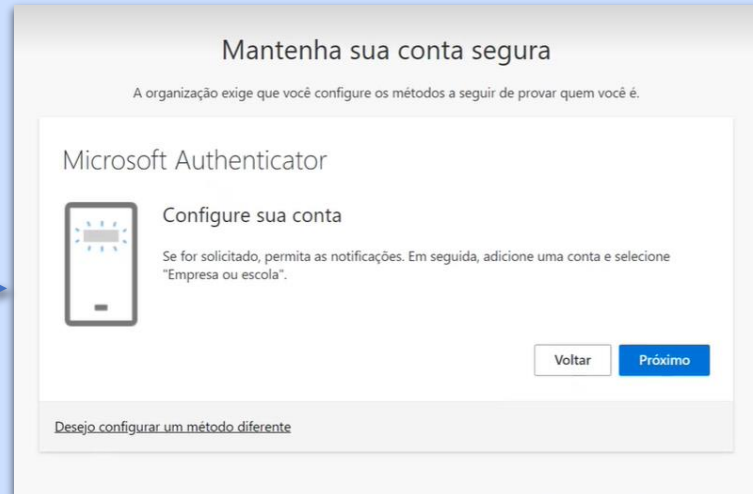 Mantenha sua conta segura
A organização exige que você configure os métodos a seguir de provar quem você é.
Microsoft Authenticator
Configure sua conta
Se for solicitado, permita as notificações. Em seguida, adicione uma conta e selecione
"Empresa ou escola".
Voltar
Próximo
Desejo configurar um método diferente